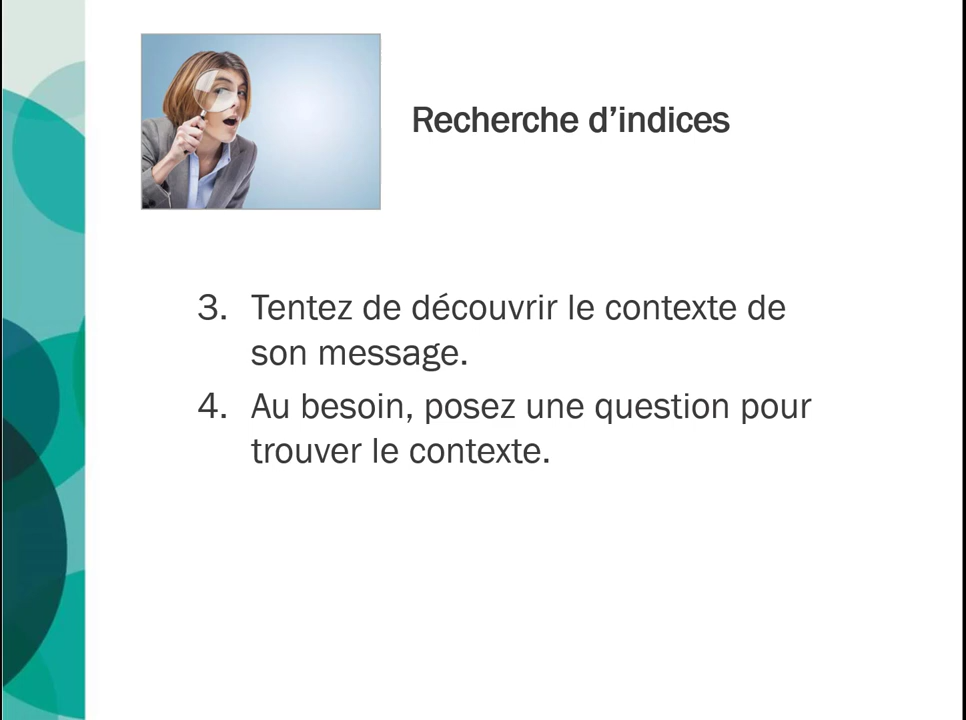 Recherche d’indices
3. Tentez de découvrir le contexte de
son message.
4. Au besoin, posez une question pour
trouver le contexte.